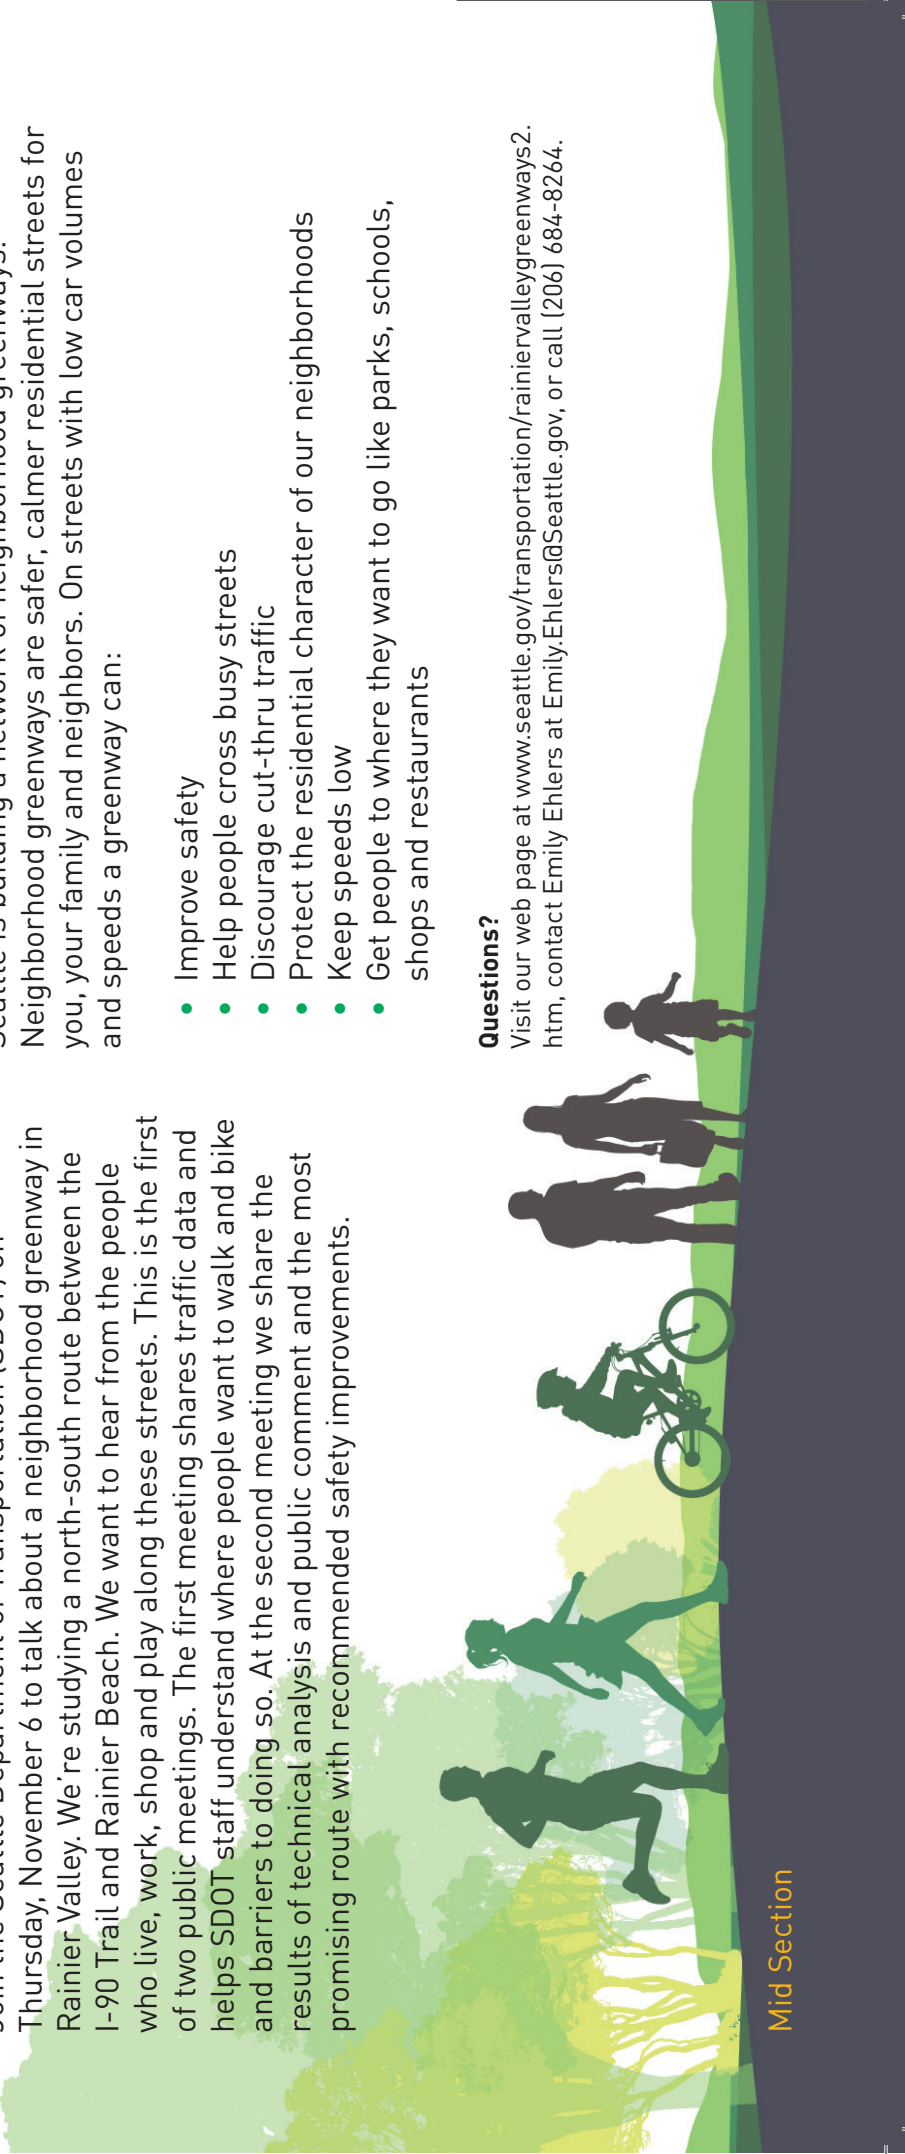 Thursday, November 6 to talk about a neighborhood greenway in
Rainier Valley. We're studying a north-south route between the
I-90 Trail and Rainier Beach. We want to hear from the people
who live, work, shop and play along these streets. This is the first
of two public meetings. The first meeting shares traffic data and
helps SDOT staff understand where people want to walk and bike
and barriers to doing so. At the second meeting we share the
results of technical analysis and public comment and the most
promising route with recommended safety improvements.
Seattle is building a network of neighborhood greenways.
Neighborhood greenways are safer, calmer residential streets for
you, your family and neighbors. On streets with low car volumes
and speeds a greenway can:
• Improve safety
• Help people cross busy streets
• Discourage cut-thru traffic
• Protect the residential character of our neighborhoods
• Keep speeds low
• Get people to where they want to go like parks, schools,
shops and restaurants
Questions?
Visit our web page at www.seattle.gov/transportation/rainiervalleygreenways2.
htm, contact Emily Ehlers at Emily.Ehlers@Seattle.gov, or call (206) 684-8264.
Mid Section